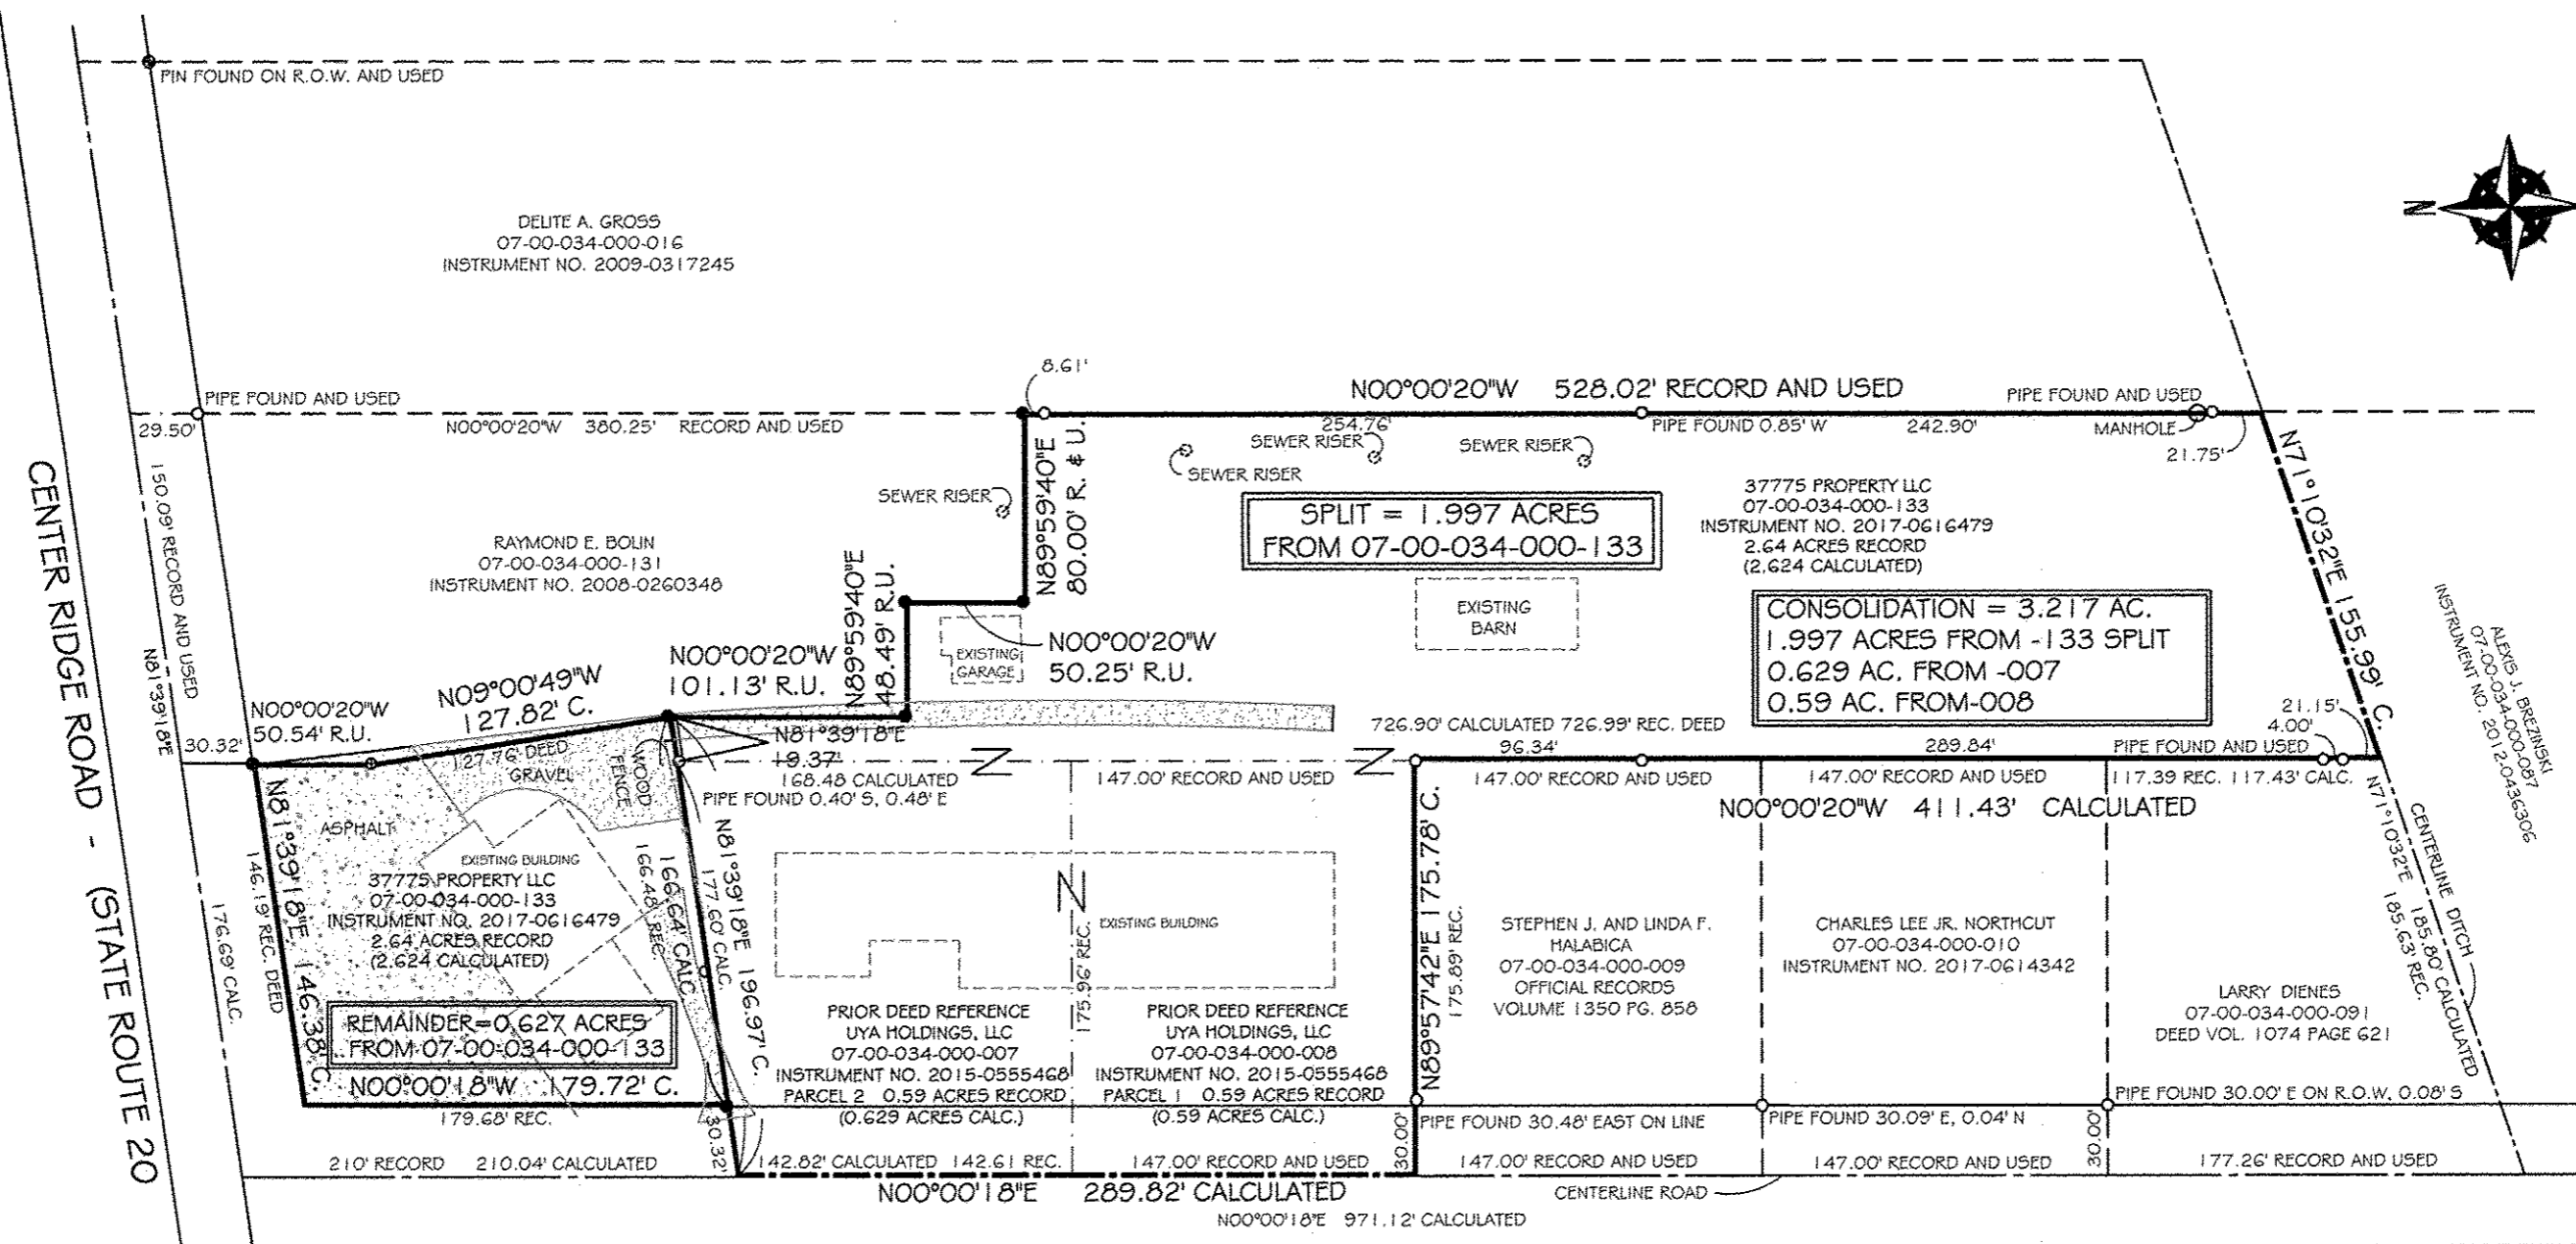 PIN FOUND ON R.O.W. AND USED
DELITE A. GROSS
07-00-034-000-016
INSTRUMENT NO. 2009-0317245
N
8.61'
N00°00'20"W 528.02' RECORD AND USED
PIPE FOUND AND USED
PIPE FOUND AND USED
29.50'
N00°00'20"W 380.25' RECORD AND USED
254.76'
PIPE FOUND 0.85' W
242.90'
MANHOLE
21.75'
SEWER RISER
SEWER RISER
SEWER RISER
SEWER RISER
N89°59'40"E
80.00' R. & U.
CENTER RIDGE ROAD - (STATE ROUTE 20
150.09' RECORD AND USED
N81°39'18"E
RAYMOND E. BOLIN
07-00-034-000-131
INSTRUMENT NO. 2008-0260348
SPLIT = 1.997 ACRES
FROM 07-00-034-000-133
37775 PROPERTY LLC
07-00-034-000-133
INSTRUMENT NO. 2017-0616479
2.64 ACRES RECORD
(2.624 CALCULATED)
N71°10'32"E 155.99' C.
EXISTING
BARN
CONSOLIDATION = 3.217 AC.
1.997 ACRES FROM -133 SPLIT
0.629 AC. FROM -007
0.59 AC. FROM-008
ALEXIS J. BREZINSKI
07-00-034-000-087
INSTRUMENT NO. 2012-0436306
N89°59'40"E
48.49' R.U.
EXISTING
GARAGE
N00°00'20"W
50.25' R.U.
N00°00'20"W
101.13' R.U.
N09°00'49"W
127.82' C.
N00°00'20"W
50.54' R.U.
30.32'
127.76' DEED
GRAVEL
WOOD
FENCE
N81°39'18"E
19.37'
168.48 CALCULATED
PIPE FOUND 0.40' S, 0.48' E
N
147.00' RECORD AND USED
N
726.90' CALCULATED 726.99' REC. DEED
96.34'
289.84'
PIPE FOUND AND USED
4.00'
21.15'
147.00' RECORD AND USED
147.00' RECORD AND USED
117.39 REC. 117.43' CALC.
N00°00'20"W 411.43' CALCULATED
ASPHALT
N81°39'18"E 146.38' C.
146.19' REC. DEED
176.69' CALC.
EXISTING BUILDING
37775 PROPERTY LLC
07-00-034-000-133
INSTRUMENT NO. 2017-0616479
2.64 ACRES RECORD
(2.624 CALCULATED)
166.48' REC.
166.64' CALC.
177.60' CALC.
N81°39'18"E 196.97' C.
REMAINDER=0.627 ACRES
FROM 07-00-034-000-133
N00°00'18"W 179.72' C.
179.68' REC.
N
EXISTING BUILDING
175.96' REC.
PRIOR DEED REFERENCE
UYA HOLDINGS, LLC
07-00-034-000-007
INSTRUMENT NO. 2015-0555468
PARCEL 2 0.59 ACRES RECORD
(0.629 ACRES CALC.)
PRIOR DEED REFERENCE
UYA HOLDINGS, LLC
07-00-034-000-008
INSTRUMENT NO. 2015-0555468
PARCEL 1 0.59 ACRES RECORD
(0.59 ACRES CALC.)
N89°57'42"E 175.78' C.
175.89' REC.
STEPHEN J. AND LINDA F.
HALABICA
07-00-034-000-009
OFFICIAL RECORDS
VOLUME 1350 PG. 858
CHARLES LEE JR. NORTHCUT
07-00-034-000-010
INSTRUMENT NO. 2017-0614342
LARRY DIENES
07-00-034-000-091
DEED VOL. 1074 PAGE 621
CENTERLINE DITCH
N71°10'32"E 185.80' CALCULATED
185.63' REC.
PIPE FOUND 30.48' EAST ON LINE
PIPE FOUND 30.09' E, 0.04' N
PIPE FOUND 30.00' E ON R.O.W, 0.08' S
30.32'
30.00'
30.00'
210' RECORD 210.04' CALCULATED
142.82' CALCULATED 142.61 REC.
147.00' RECORD AND USED
147.00' RECORD AND USED
147.00' RECORD AND USED
177.26' RECORD AND USED
N00°00'18"E 289.82' CALCULATED
CENTERLINE ROAD
N00°00'18"E 971.12' CALCULATED